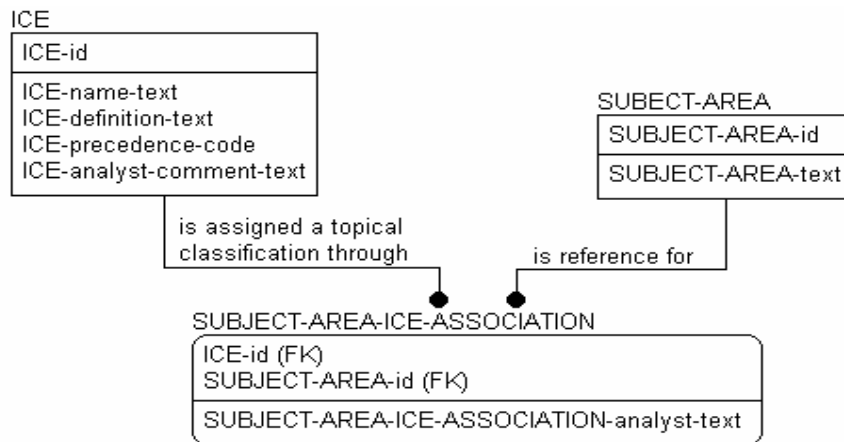 ICE
ICE-id
ICE-name-text
ICE-definition-text
ICE-precedence-code
ICE-analyst-comment-text
SUBECT-AREA
SUBJECT-AREA-id
SUBJECT-AREA-text
is assigned a topical
classification through
is reference for
SUBJECT-AREA-ICE-ASSOCIATION
ICE-id (FK)
SUBJECT-AREA-id (FK)
SUBJECT-AREA-ICE-ASSOCIATION-analyst-text